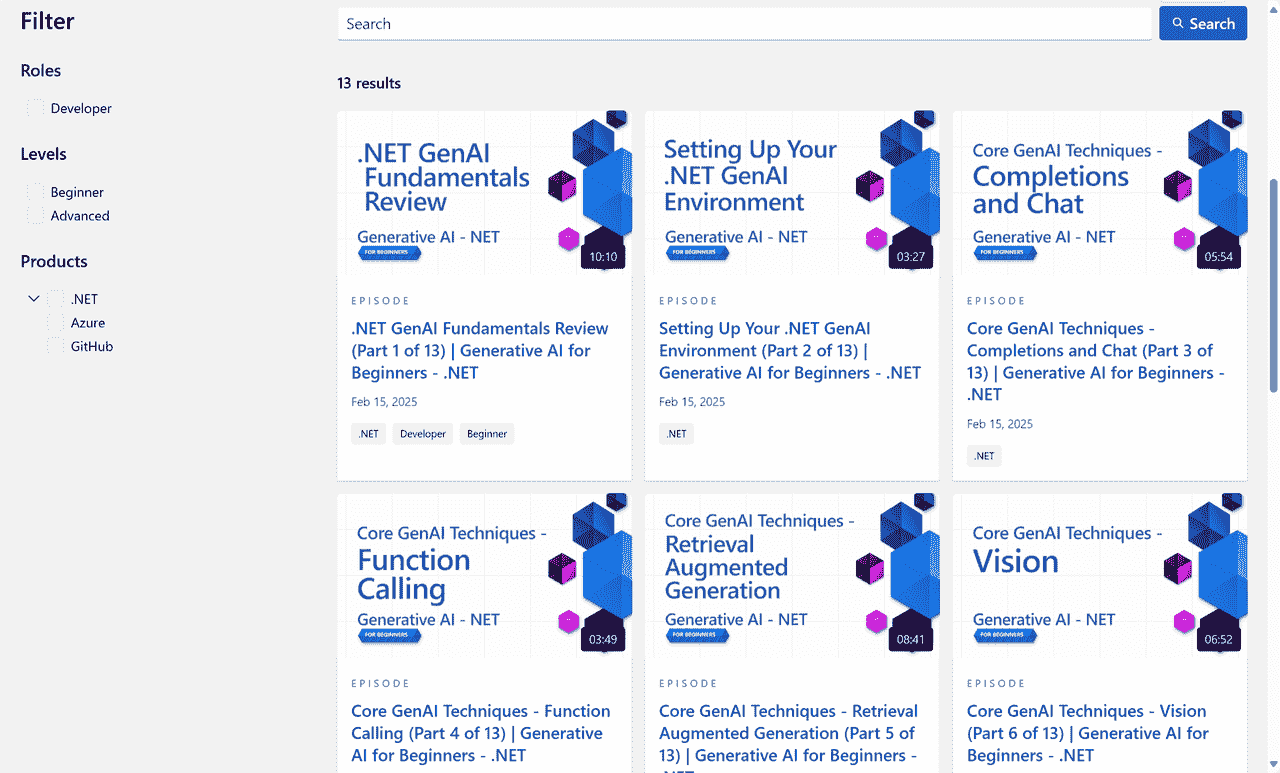 Filter
Roles
Developer
Levels
Beginner
Advanced
Products
.NET
Azure
GitHub
Search
Search
13 results
.NET GenAI
Fundamentals
Review
Generative AI - NET
FOR BEGINNERS
10:10
EPISODE
.NET GenAI Fundamentals Review
(Part 1 of 13) | Generative AI for
Beginners - .NET
Feb 15, 2025
.NET
Developer
Beginner
Setting Up Your
.NET GenAI
Environment
Generative AI - NET
FOR BEGINNERS
03:27
EPISODE
Setting Up Your .NET GenAI
Environment (Part 2 of 13) |
Generative AI for Beginners - .NET
Feb 15, 2025
.NET
Core GenAI Techniques -
Completions
and Chat
Generative AI - NET
FOR BEGINNERS
05:54
EPISODE
Core GenAI Techniques -
Completions and Chat (Part 3 of
13) | Generative AI for Beginners -
.NET
Feb 15, 2025
.NET
Core GenAI Techniques -
Function
Calling
Generative AI - NET
FOR BEGINNERS
03:49
EPISODE
Core GenAI Techniques - Function
Calling (Part 4 of 13) | Generative
AI for Beginners - .NET
Core GenAI Techniques -
Retrieval
Augmented
Generation
Generative AI - NET
FOR BEGINNERS
08:41
EPISODE
Core GenAI Techniques - Retrieval
Augmented Generation (Part 5 of
13) | Generative AI for Beginners -
.NET
Core GenAI Techniques -
Vision
Generative AI - NET
FOR BEGINNERS
06:52
EPISODE
Core GenAI Techniques - Vision
(Part 6 of 13) | Generative AI for
Beginners - .NET